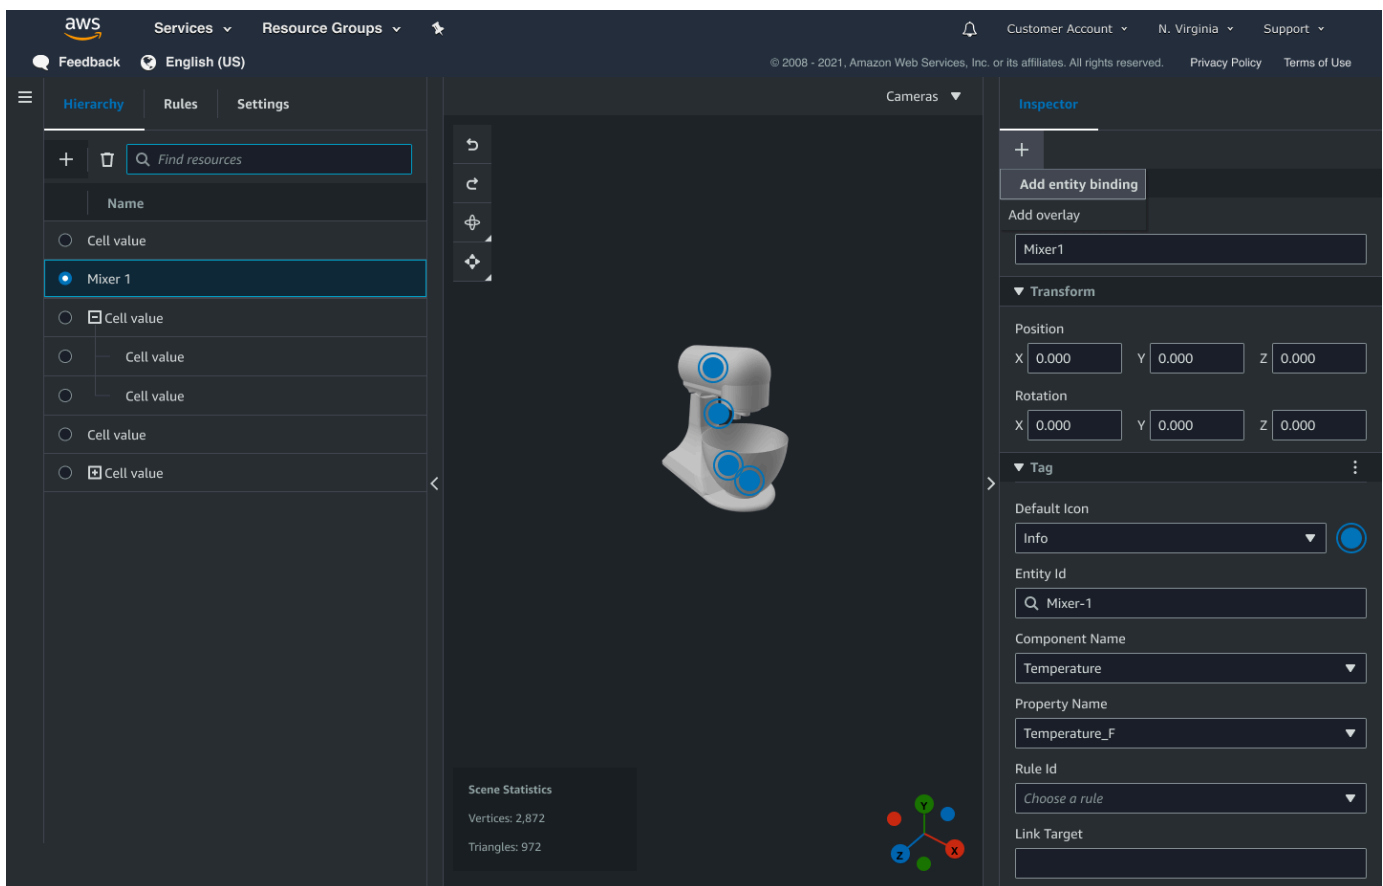 aws Services Resource Groups Customer Account N. Virginia Support
Feedback English (US) © 2008 - 2021, Amazon Web Services, Inc. or its affiliates. All rights reserved. Privacy Policy Terms of Use
Hierarchy Rules Settings
Find resources
Name
Cell value
Mixer 1
Cell value
Cell value
Cell value
Cell value
Cell value
Cameras
Scene Statistics
Vertices: 2,872
Triangles: 972
Y
Z
X
Inspector
Add entity binding
Add overlay
Mixer1
Transform
Position
X 0.000 Y 0.000 Z 0.000
Rotation
X 0.000 Y 0.000 Z 0.000
Tag
Default Icon
Info
Entity Id
Mixer-1
Component Name
Temperature
Property Name
Temperature_F
Rule Id
Choose a rule
Link Target